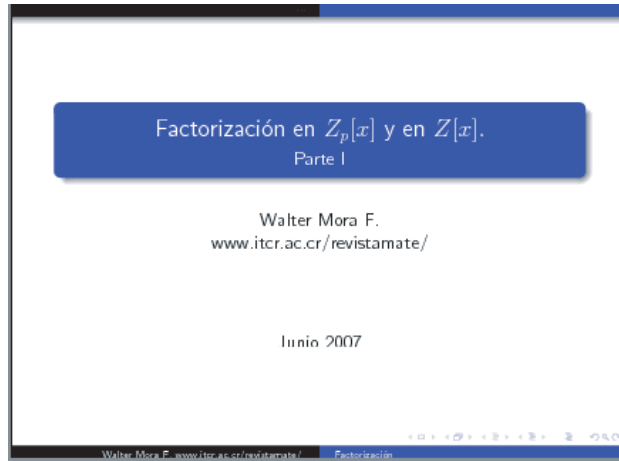 Factorización en $Z_p[x]$ y en $Z[x]$.
Parte I
Walter Mora F.
www.itcr.ac.cr/revistamate/
Junio 2007
Walter Mora F. www.itcr.ac.cr/revistamate/
Factorización